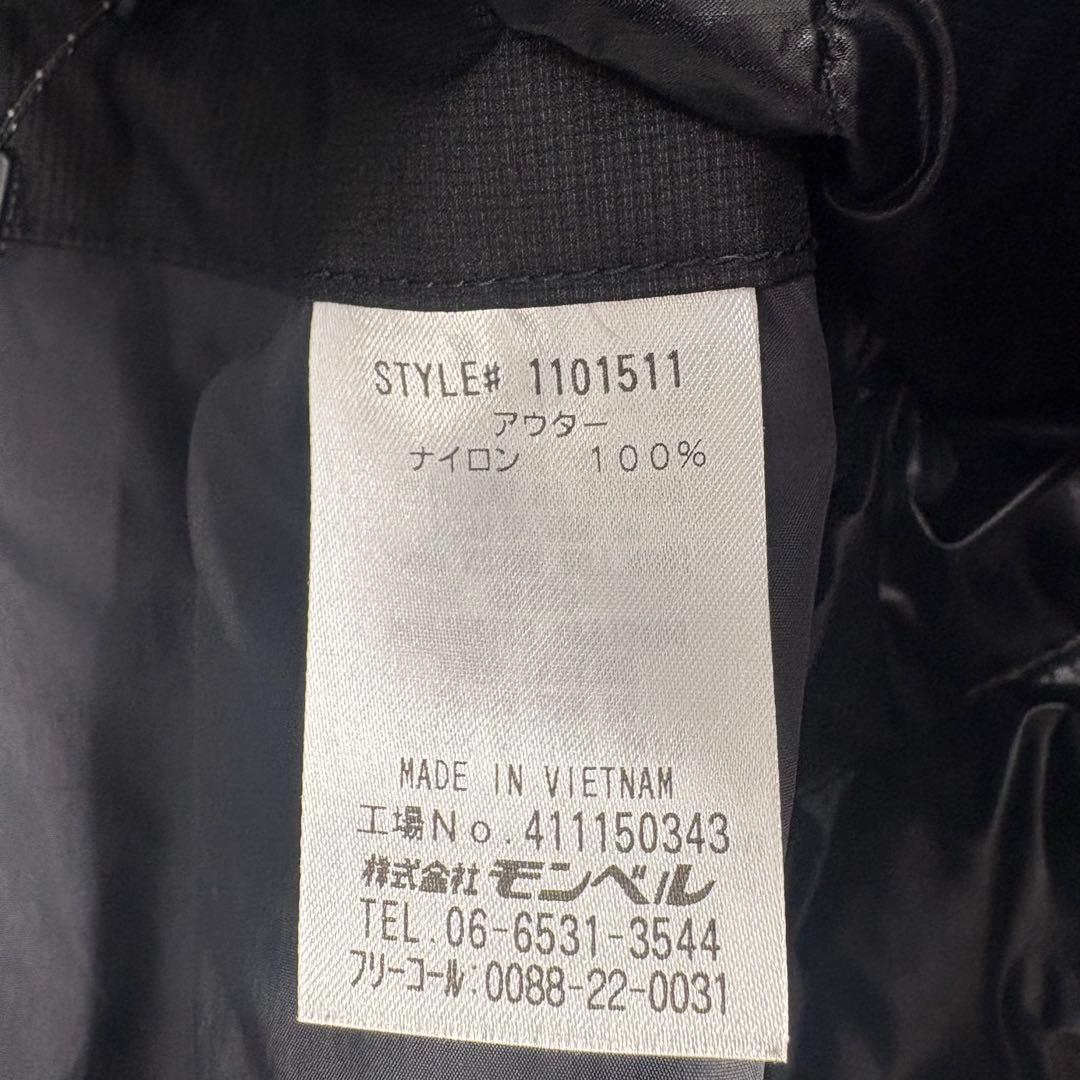 STYLE# 1101511
アウター
ナイロン 100%
MADE IN VIETNAM
工場No.411150343
株式会社モンベル
TEL.06-6531-3544
フリーコール:0088-22-0031